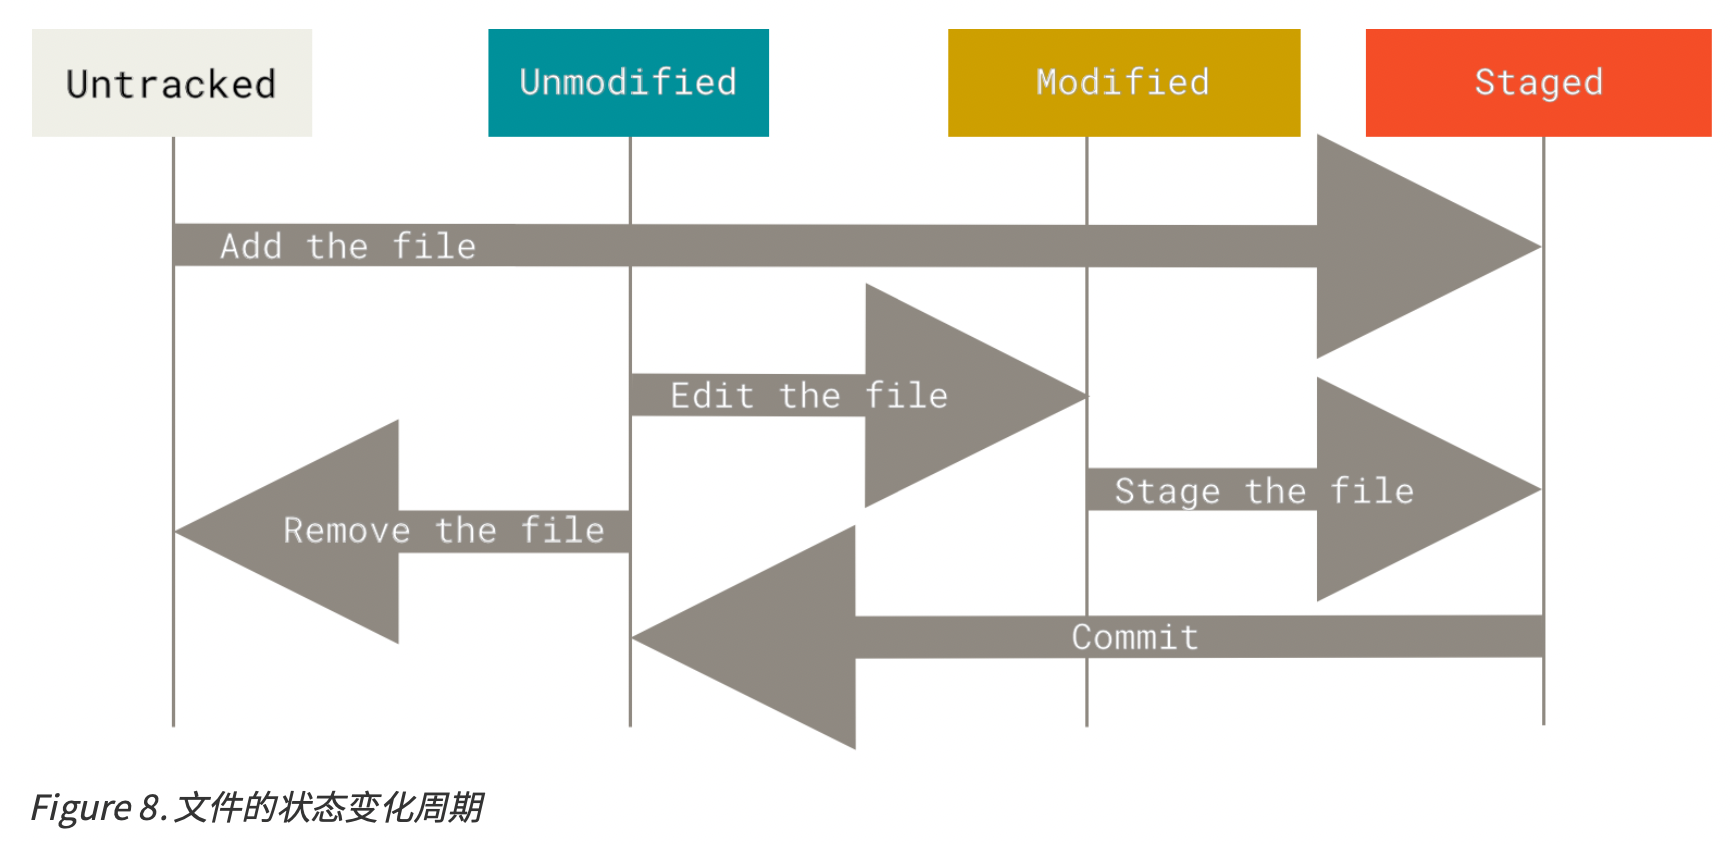 Untracked
Unmodified
Modified
Staged
Add the file
Edit the file
Stage the file
Remove the file
Commit
Figure 8. 文件的状态变化周期